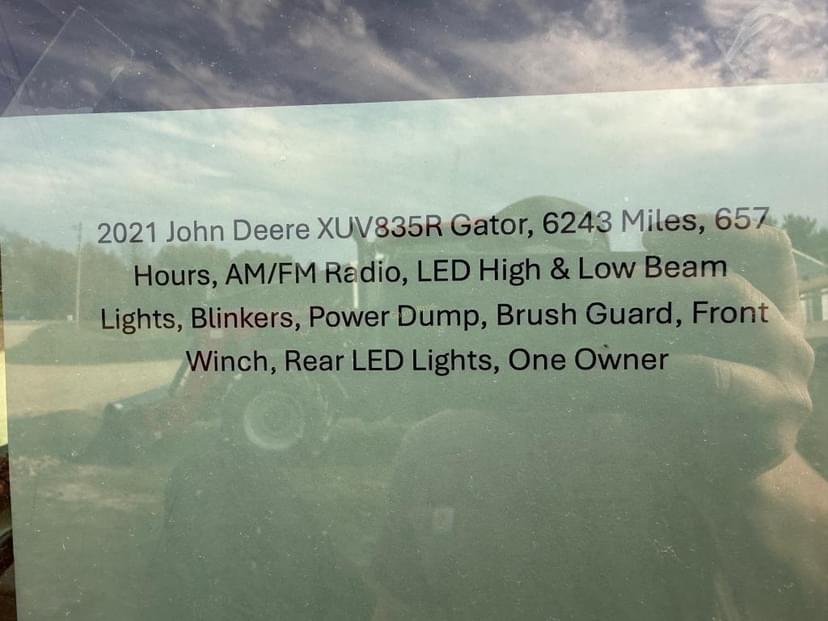 2021 John Deere XUV835R Gator, 6243 Miles, 657
Hours, AM/FM Radio, LED High & Low Beam
Lights, Blinkers, Power Dump, Brush Guard, Front
Winch, Rear LED Lights, One Owner